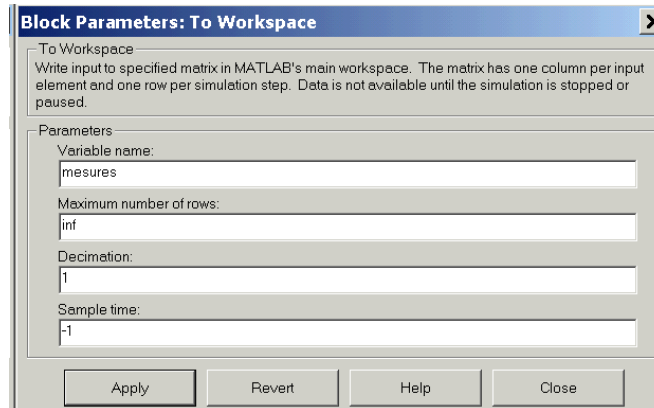 Block Parameters: To Workspace
To Workspace
Write input to specified matrix in MATLAB's main workspace. The matrix has one column per input
element and one row per simulation step. Data is not available until the simulation is stopped or
paused.
Parameters
Variable name:
mesures
Maximum number of rows:
inf
Decimation:
1
Sample time:
-1
Apply Revert Help Close